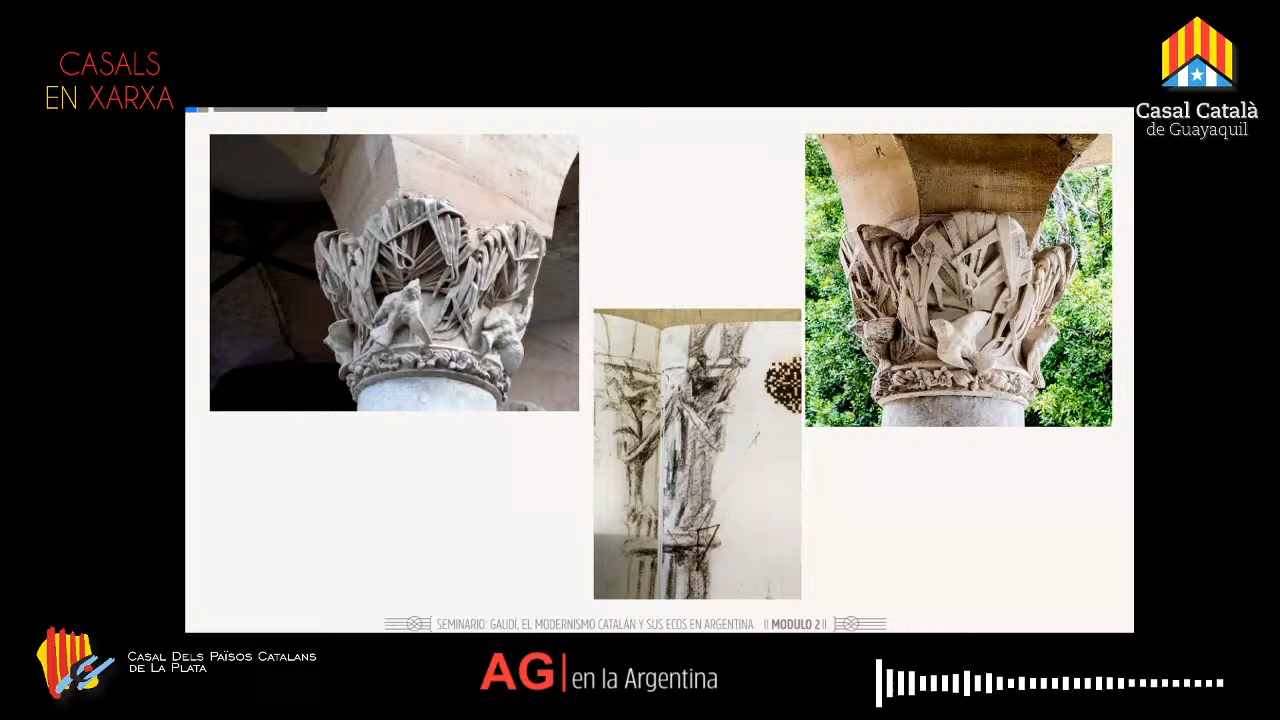 CASALS
EN XARXA
Casal Català
de Guayaquil
SEMINARIO: GAUDÍ, EL MODERNISMO CATALÁN Y SUS ECOS EN ARGENTINA. || MODULO 2 ||
CASAL DELS PAÏSOS CATALANS
DE LA PLATA
AG| en la Argentina